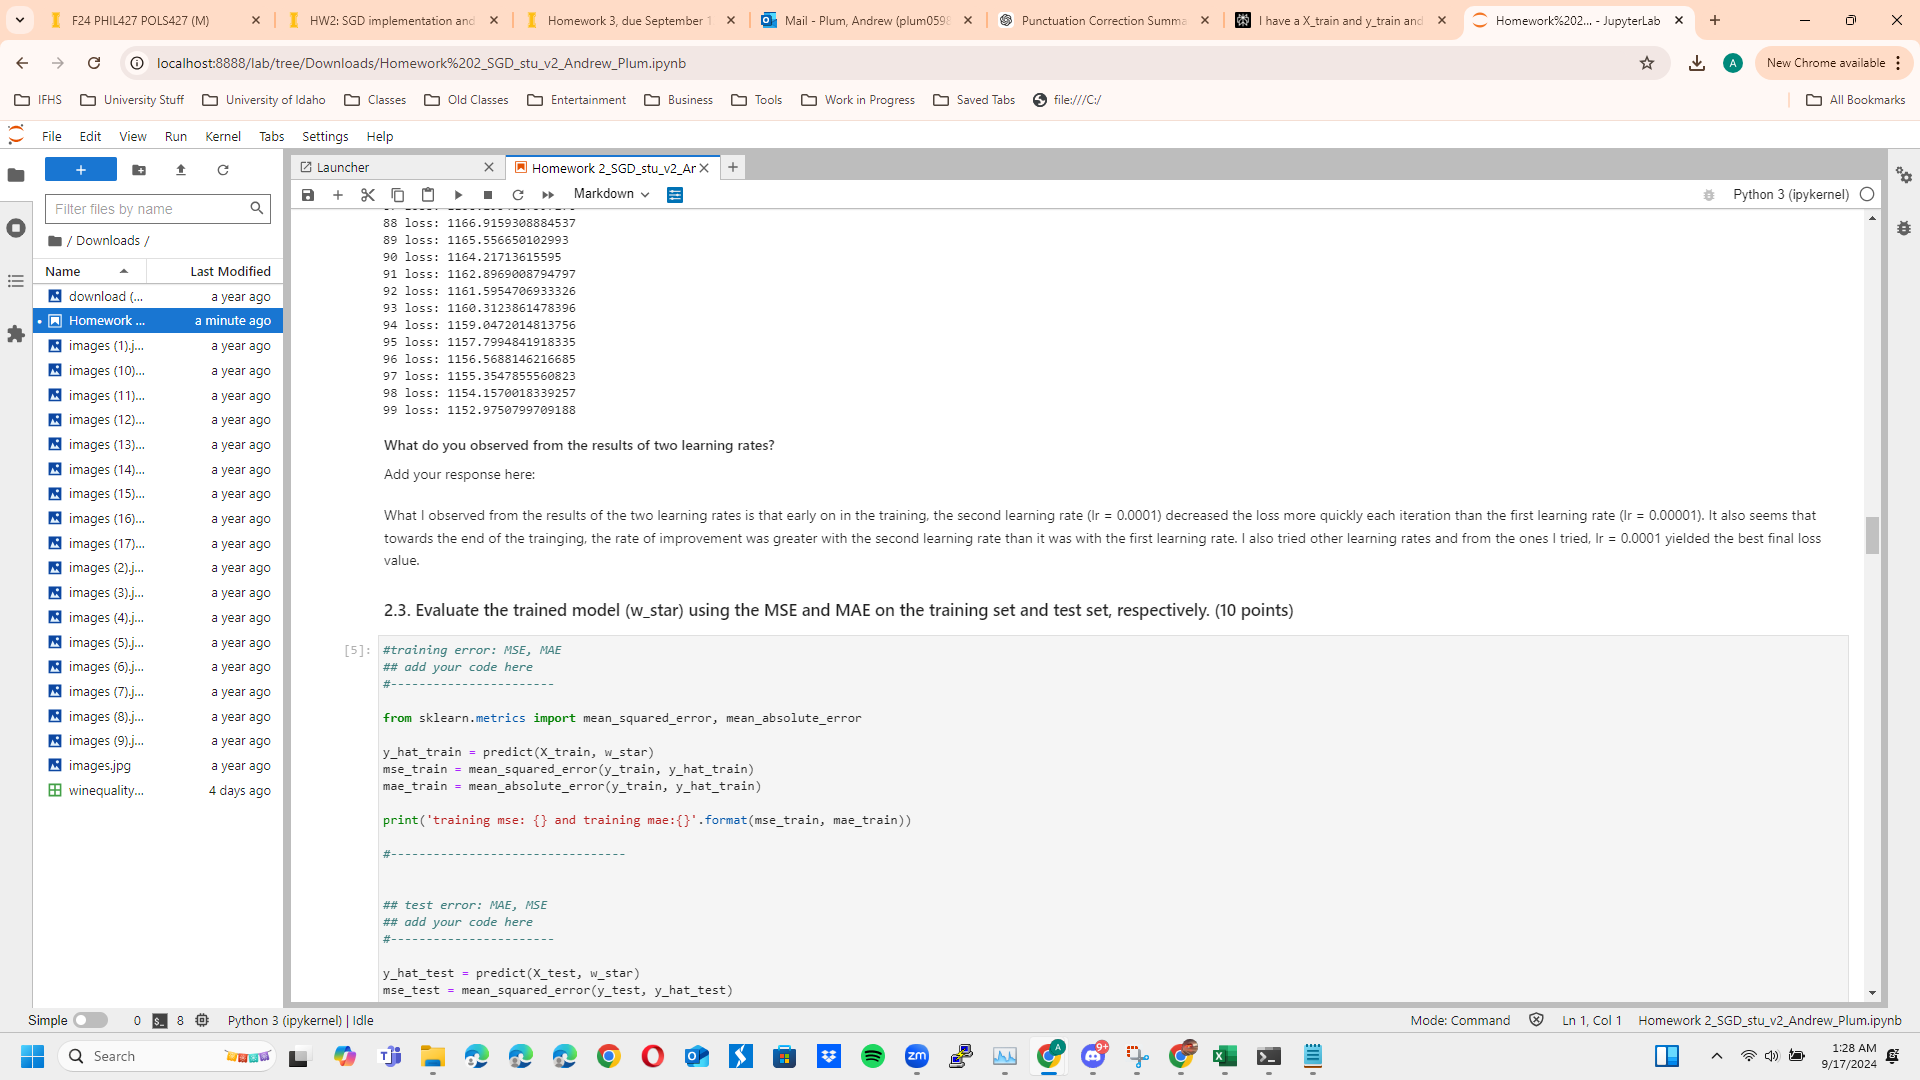 F24 PHIL427 POLS427 (M)
HW2: SGD implementation and
Homework 3, due September 1
Mail - Plum, Andrew (plum0598
Punctuation Correction Summa
I have a X_train and y_train and
Homework%202... - JupyterLab
localhost:8888/lab/tree/Downloads/Homework%202_SGD_stu_v2_Andrew_Plum.ipynb
A
New Chrome available
IFHS
University Stuff
University of Idaho
Classes
Old Classes
Entertainment
Business
Tools
Work in Progress
Saved Tabs
file:///C:/
All Bookmarks
File
Edit
View
Run
Kernel
Tabs
Settings
Help
Launcher
Homework 2_SGD_stu_v2_Ar
Markdown
Python 3 (ipykernel)
Filter files by name
/ Downloads /
Name
Last Modified
download (...
a year ago
Homework ...
a minute ago
images (1).j...
a year ago
images (10)...
a year ago
images (11)...
a year ago
images (12)...
a year ago
images (13)...
a year ago
images (14)...
a year ago
images (15)...
a year ago
images (16)...
a year ago
images (17)...
a year ago
images (2).j...
a year ago
images (3).j...
a year ago
images (4).j...
a year ago
images (5).j...
a year ago
images (6).j...
a year ago
images (7).j...
a year ago
images (8).j...
a year ago
images (9).j...
a year ago
images.jpg
a year ago
winequality...
4 days ago
88 loss: 1166.9159308884537
89 loss: 1165.556650102993
90 loss: 1164.21713615595
91 loss: 1162.8969008794797
92 loss: 1161.5954706933326
93 loss: 1160.3123861478396
94 loss: 1159.0472014813756
95 loss: 1157.7994841918335
96 loss: 1156.5688146216685
97 loss: 1155.3547855560823
98 loss: 1154.1570018339257
99 loss: 1152.9750799709188
What do you observed from the results of two learning rates?
Add your response here:
What I observed from the results of the two learning rates is that early on in the training, the second learning rate (lr = 0.0001) decreased the loss more quickly each iteration than the first learning rate (lr = 0.00001). It also seems that
towards the end of the trainging, the rate of improvement was greater with the second learning rate than it was with the first learning rate. I also tried other learning rates and from the ones I tried, lr = 0.0001 yielded the best final loss
value.
2.3. Evaluate the trained model (w_star) using the MSE and MAE on the training set and test set, respectively. (10 points)
[5]:
#training error: MSE, MAE
## add your code here
#-----------------------
from sklearn.metrics import mean_squared_error, mean_absolute_error
y_hat_train = predict(X_train, w_star)
mse_train = mean_squared_error(y_train, y_hat_train)
mae_train = mean_absolute_error(y_train, y_hat_train)
print('training mse: {} and training mae:{}'.format(mse_train, mae_train))
#---------------------------------
## test error: MAE, MSE
## add your code here
#-----------------------
y_hat_test = predict(X_test, w_star)
mse_test = mean_squared_error(y_test, y_hat_test)
Simple
0
8
Python 3 (ipykernel) | Idle
Mode: Command
Ln 1, Col 1
Homework 2_SGD_stu_v2_Andrew_Plum.ipynb
Search
zm
A
9+
1:28 AM
9/17/2024